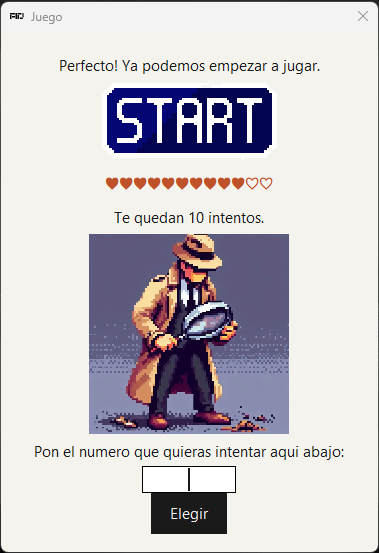 Juego
Perfecto! Ya podemos empezar a jugar.
START
Te quedan 10 intentos.
Pon el numero que quieras intentar aqui abajo:
Elegir